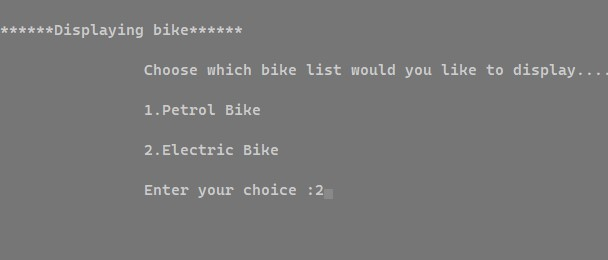 ******Displaying bike******
Choose which bike list would you like to display....
1.Petrol Bike
2.Electric Bike
Enter your choice :2